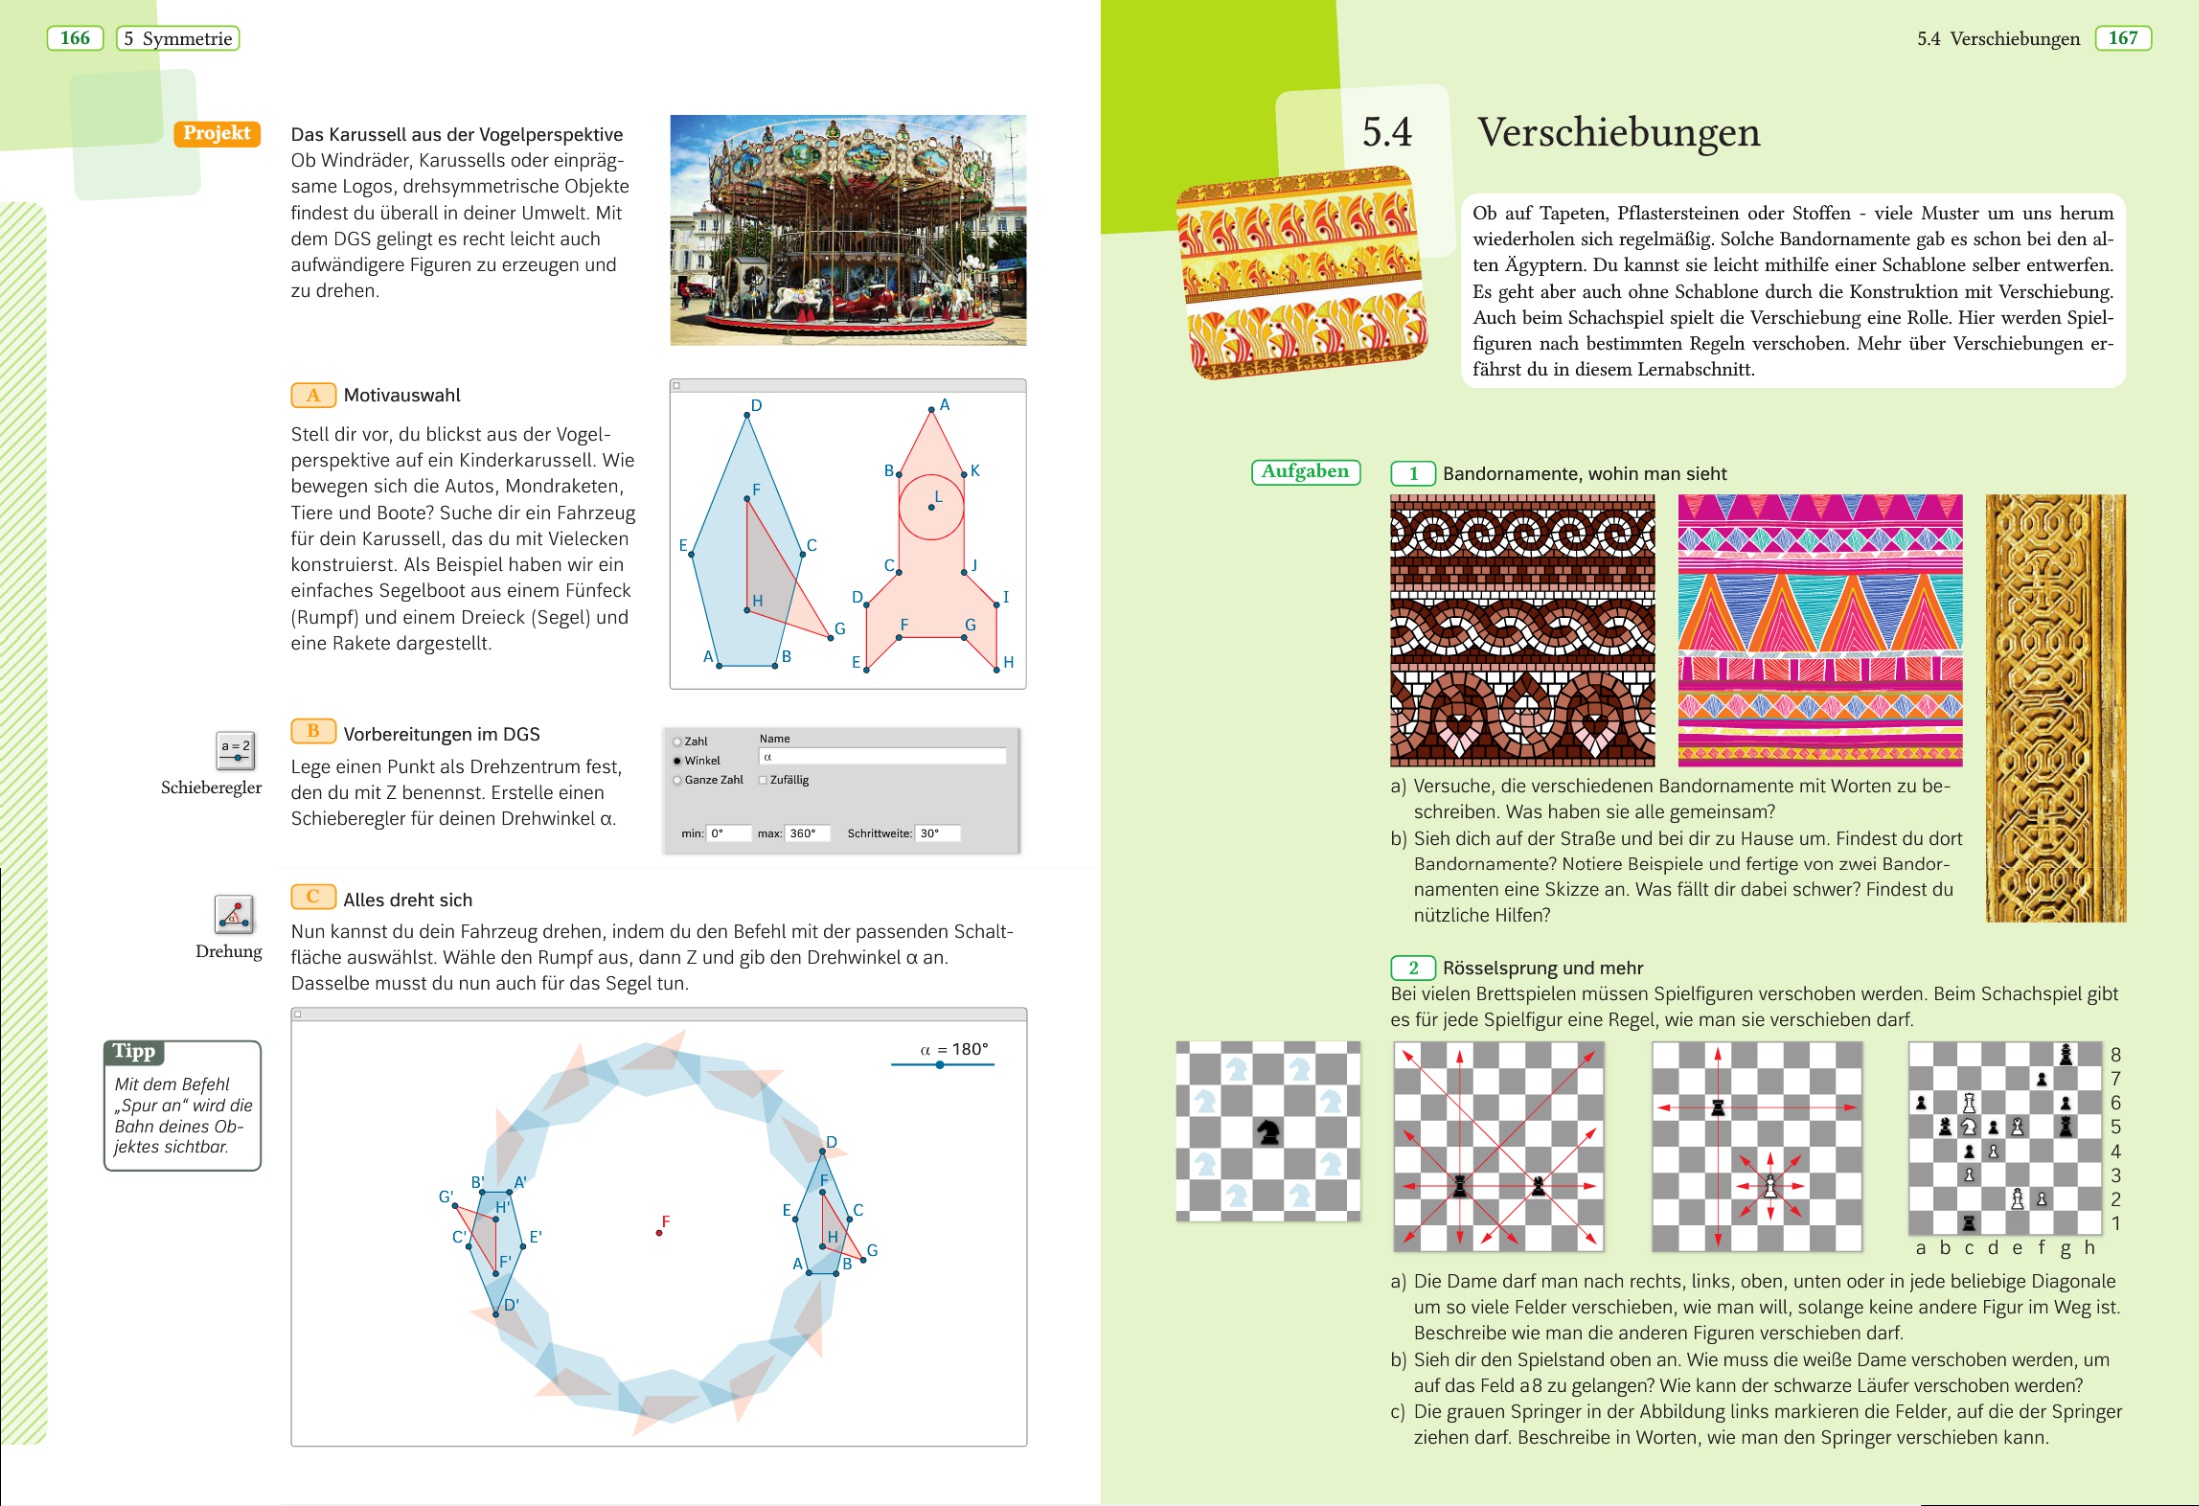 166 5 Symmetrie
Projekt
Das Karussell aus der Vogelperspektive
Ob Windräder, Karussells oder einpräg-
same Logos, drehsymmetrische Objekte
findest du überall in deiner Umwelt. Mit
dem DGS gelingt es recht leicht auch
aufwändigere Figuren zu erzeugen und
zu drehen.
A Motivauswahl
Stell dir vor, du blickst aus der Vogel-
perspektive auf ein Kinderkarussell. Wie
bewegen sich die Autos, Mondraketen,
Tiere und Boote? Suche dir ein Fahrzeug
für dein Karussell, das du mit Vielecken
konstruierst. Als Beispiel haben wir ein
einfaches Segelboot aus einem Fünfeck
(Rumpf) und einem Dreieck (Segel) und
eine Rakete dargestellt.
D
F
E C
H
G
A B
A
B K
L
C J
D I
F G
E H
a = 2
Schieberegler
B Vorbereitungen im DGS
Lege einen Punkt als Drehzentrum fest,
den du mit Z benennst. Erstelle einen
Schieberegler für deinen Drehwinkel α.
Zahl Name
Winkel α
Ganze Zahl Zufällig
min: 0° max: 360° Schrittweite: 30°
α
Drehung
C Alles dreht sich
Nun kannst du dein Fahrzeug drehen, indem du den Befehl mit der passenden Schalt-
fläche auswählst. Wähle den Rumpf aus, dann Z und gib den Drehwinkel α an.
Dasselbe musst du nun auch für das Segel tun.
Tipp
Mit dem Befehl
„Spur an“ wird die
Bahn deines Ob-
jektes sichtbar.
α = 180°
B' A'
G' H'
C' E'
F'
D'
F
D
F
E C
H G
A B
5.4 Verschiebungen 167
5.4 Verschiebungen
Ob auf Tapeten, Pflastersteinen oder Stoffen - viele Muster um uns herum
wiederholen sich regelmäßig. Solche Bandornamente gab es schon bei den al-
ten Ägyptern. Du kannst sie leicht mithilfe einer Schablone selber entwerfen.
Es geht aber auch ohne Schablone durch die Konstruktion mit Verschiebung.
Auch beim Schachspiel spielt die Verschiebung eine Rolle. Hier werden Spiel-
figuren nach bestimmten Regeln verschoben. Mehr über Verschiebungen er-
fährst du in diesem Lernabschnitt.
Aufgaben
1 Bandornamente, wohin man sieht
a) Versuche, die verschiedenen Bandornamente mit Worten zu be-
schreiben. Was haben sie alle gemeinsam?
b) Sieh dich auf der Straße und bei dir zu Hause um. Findest du dort
Bandornamente? Notiere Beispiele und fertige von zwei Bandor-
namenten eine Skizze an. Was fällt dir dabei schwer? Findest du
nützliche Hilfen?
2 Rösselsprung und mehr
Bei vielen Brettspielen müssen Spielfiguren verschoben werden. Beim Schachspiel gibt
es für jede Spielfigur eine Regel, wie man sie verschieben darf.
8
7
6
5
4
3
2
1
a b c d e f g h
a) Die Dame darf man nach rechts, links, oben, unten oder in jede beliebige Diagonale
um so viele Felder verschieben, wie man will, solange keine andere Figur im Weg ist.
Beschreibe wie man die anderen Figuren verschieben darf.
b) Sieh dir den Spielstand oben an. Wie muss die weiße Dame verschoben werden, um
auf das Feld a 8 zu gelangen? Wie kann der schwarze Läufer verschoben werden?
c) Die grauen Springer in der Abbildung links markieren die Felder, auf die der Springer
ziehen darf. Beschreibe in Worten, wie man den Springer verschieben kann.